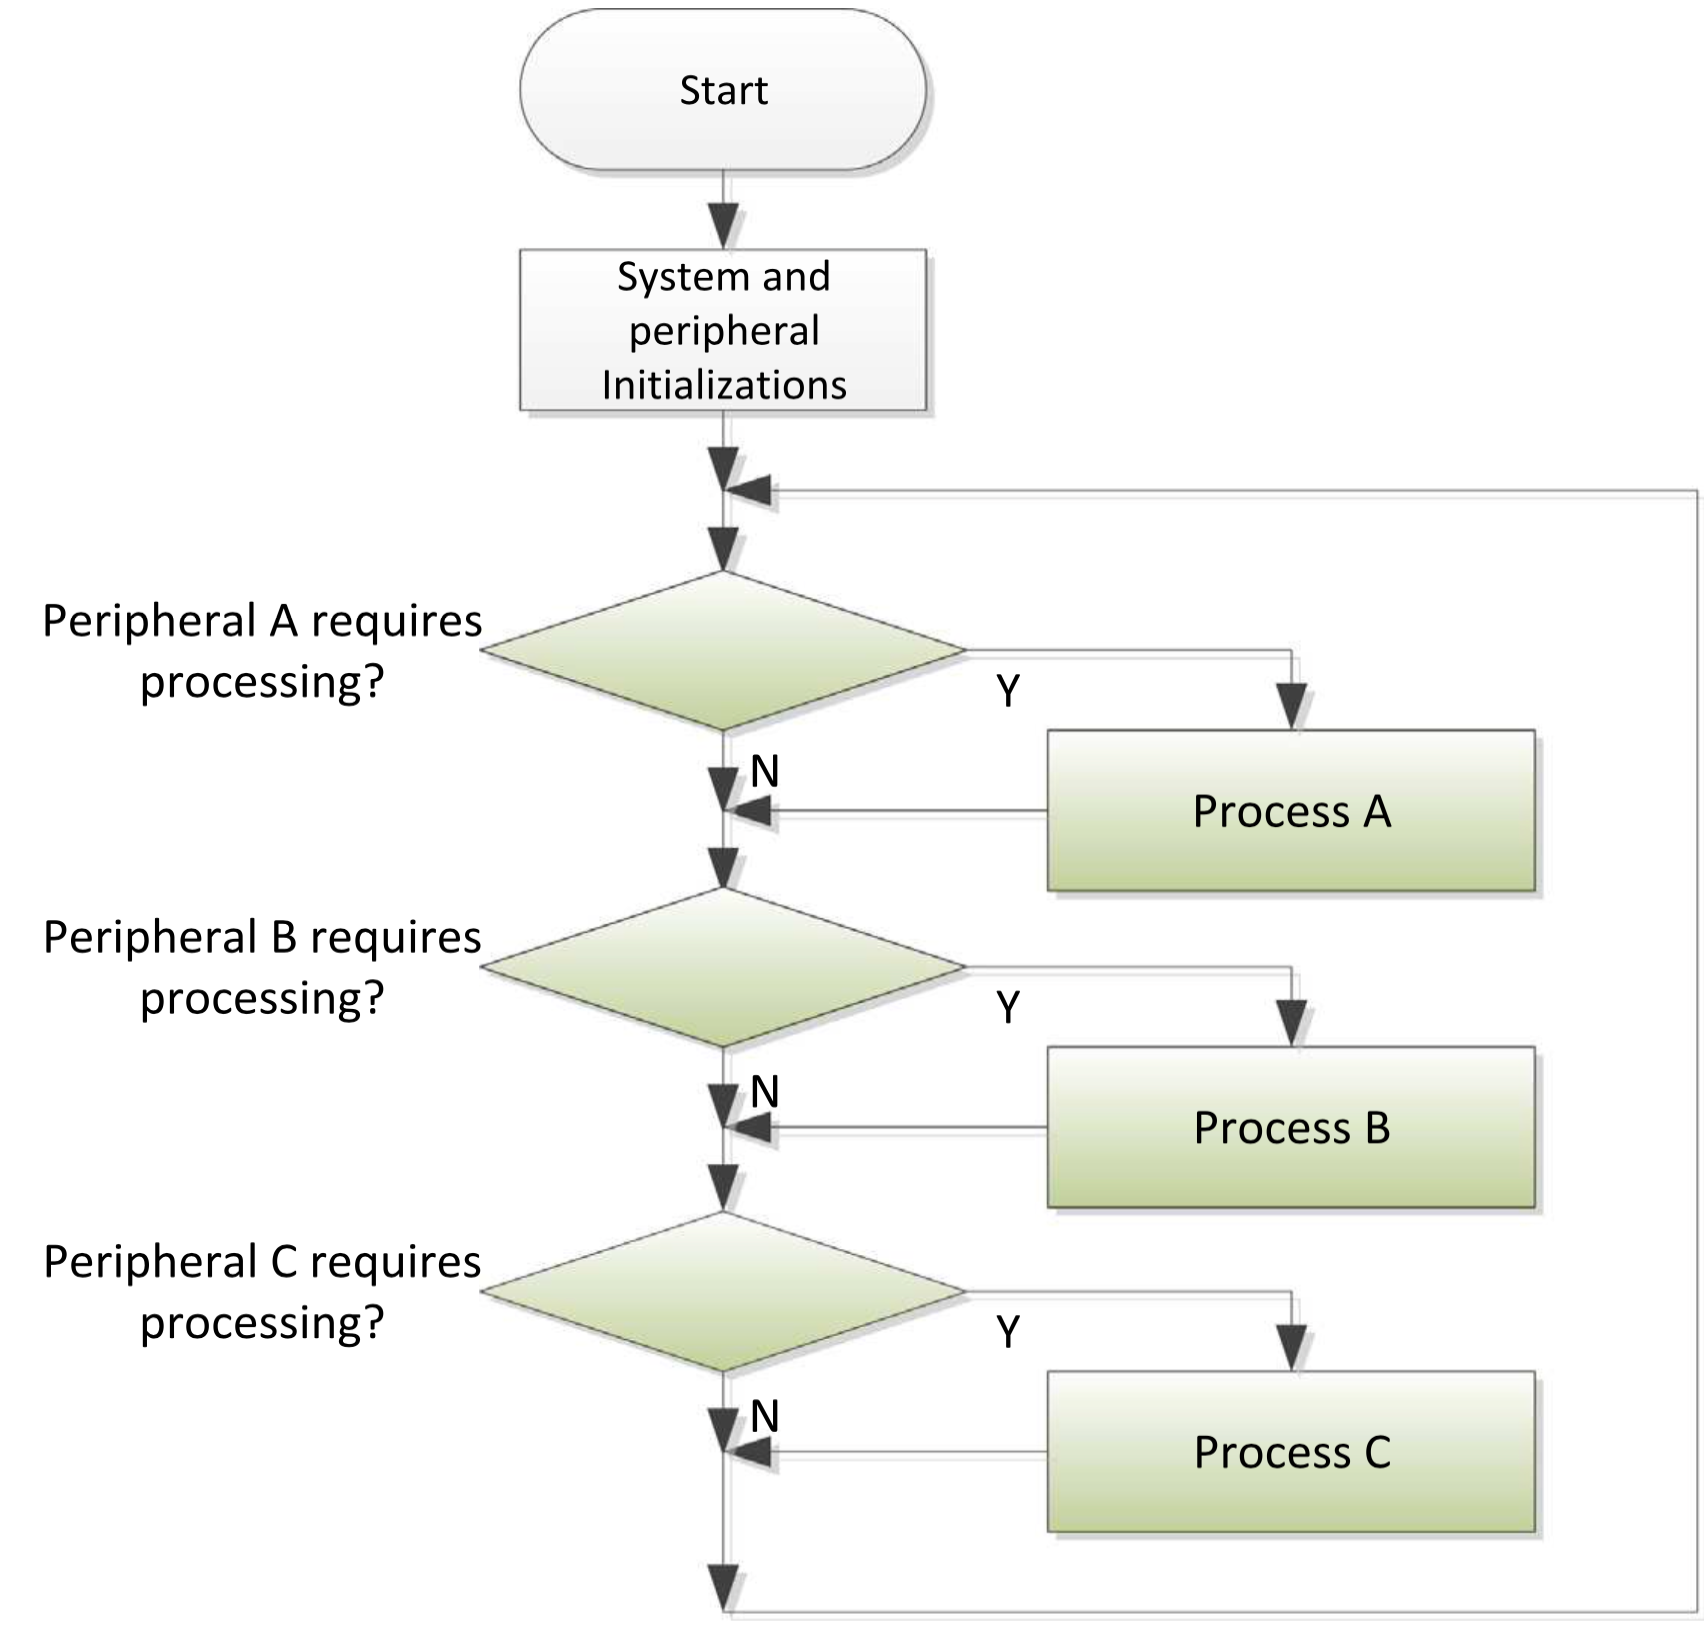 Start
System and
peripheral
Initializations
Peripheral A requires
processing?
Y
N
Process A
Peripheral B requires
processing?
Y
N
Process B
Peripheral C requires
processing?
Y
N
Process C